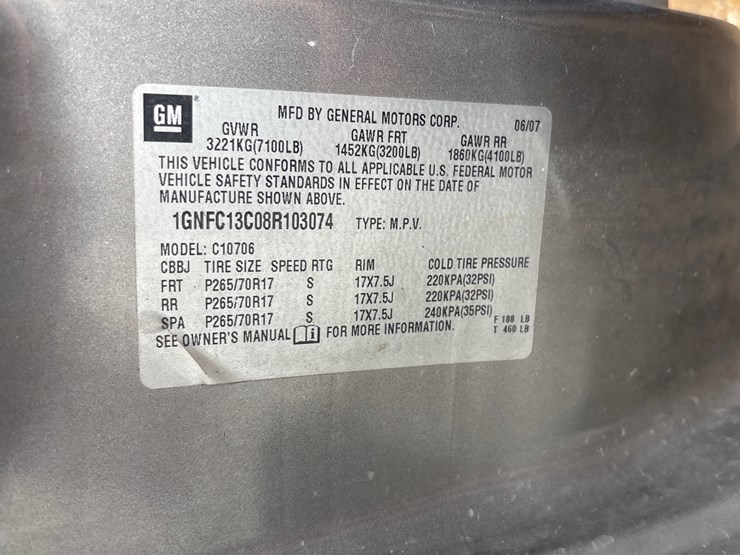 GM
MFD BY GENERAL MOTORS CORP. 06/07
GVWR GAWR FRT GAWR RR
3221KG(7100LB) 1452KG(3200LB) 1860KG(4100LB)
THIS VEHICLE CONFORMS TO ALL APPLICABLE U.S. FEDERAL MOTOR
VEHICLE SAFETY STANDARDS IN EFFECT ON THE DATE OF
MANUFACTURE SHOWN ABOVE.
1GNFC13C08R103074 TYPE: M.P.V.
MODEL: C10706
CBBJ TIRE SIZE SPEED RTG RIM COLD TIRE PRESSURE
FRT P265/70R17 S 17X7.5J 220KPA(32PSI)
RR P265/70R17 S 17X7.5J 220KPA(32PSI)
SPA P265/70R17 S 17X7.5J 240KPA(35PSI)
SEE OWNER'S MANUAL i FOR MORE INFORMATION.
F 188 LB
T 460 LB